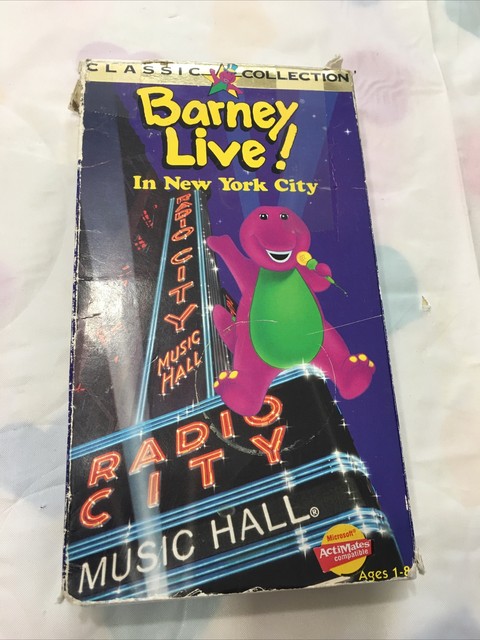 CLASSIC COLLECTION
Barney
Live!
In New York City
RADIO CITY
MUSIC
HALL
RADIO
CITY
MUSIC HALL®
Microsoft®
ActiMates
compatible
Ages 1-8